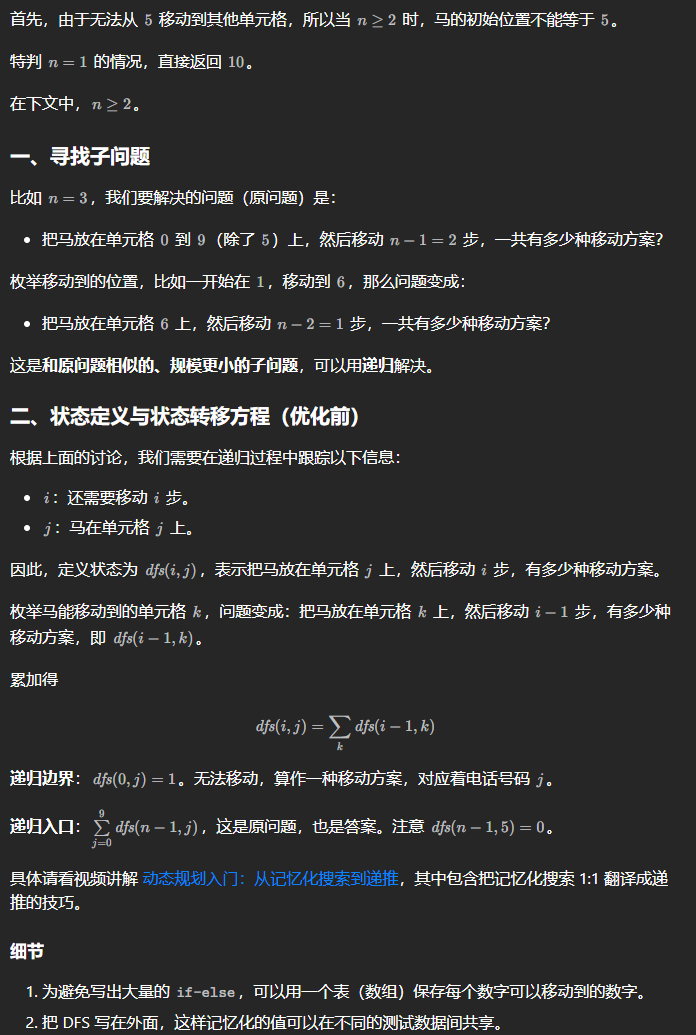 首先，由于无法从 5 移动到其他单元格，所以当 n ≥ 2 时，马的初始位置不能等于 5。
特判 n = 1 的情况，直接返回 10。
在下文中，n ≥ 2。
一、寻找子问题
比如 n = 3，我们要解决的问题（原问题）是：
• 把马放在单元格 0 到 9（除了 5）上，然后移动 n − 1 = 2 步，一共有多少种移动方案？
枚举移动到的位置，比如一开始在 1，移动到 6，那么问题变成：
• 把马放在单元格 6 上，然后移动 n − 2 = 1 步，一共有多少种移动方案？
这是和原问题相似的、规模更小的子问题，可以用递归解决。
二、状态定义与状态转移方程（优化前）
根据上面的讨论，我们需要在递归过程中跟踪以下信息：
• i：还需要移动 i 步。
• j：马在单元格 j 上。
因此，定义状态为 dfs(i, j)，表示把马放在单元格 j 上，然后移动 i 步，有多少种移动方案。
枚举马能移动到的单元格 k，问题变成：把马放在单元格 k 上，然后移动 i − 1 步，有多少种
移动方案，即 dfs(i − 1, k)。
累加得
dfs(i, j) = ∑_k dfs(i − 1, k)
递归边界：dfs(0, j) = 1。无法移动，算作一种移动方案，对应着电话号码 j。
递归入口：∑_{j=0}^{9} dfs(n − 1, j)，这是原问题，也是答案。注意 dfs(n − 1, 5) = 0。
具体请看视频讲解 动态规划入门：从记忆化搜索到递推，其中包含把记忆化搜索 1:1 翻译成递
推的技巧。
细节
1. 为避免写出大量的 if-else，可以用一个表（数组）保存每个数字可以移动到的数字。
2. 把 DFS 写在外面，这样记忆化的值可以在不同的测试数据间共享。